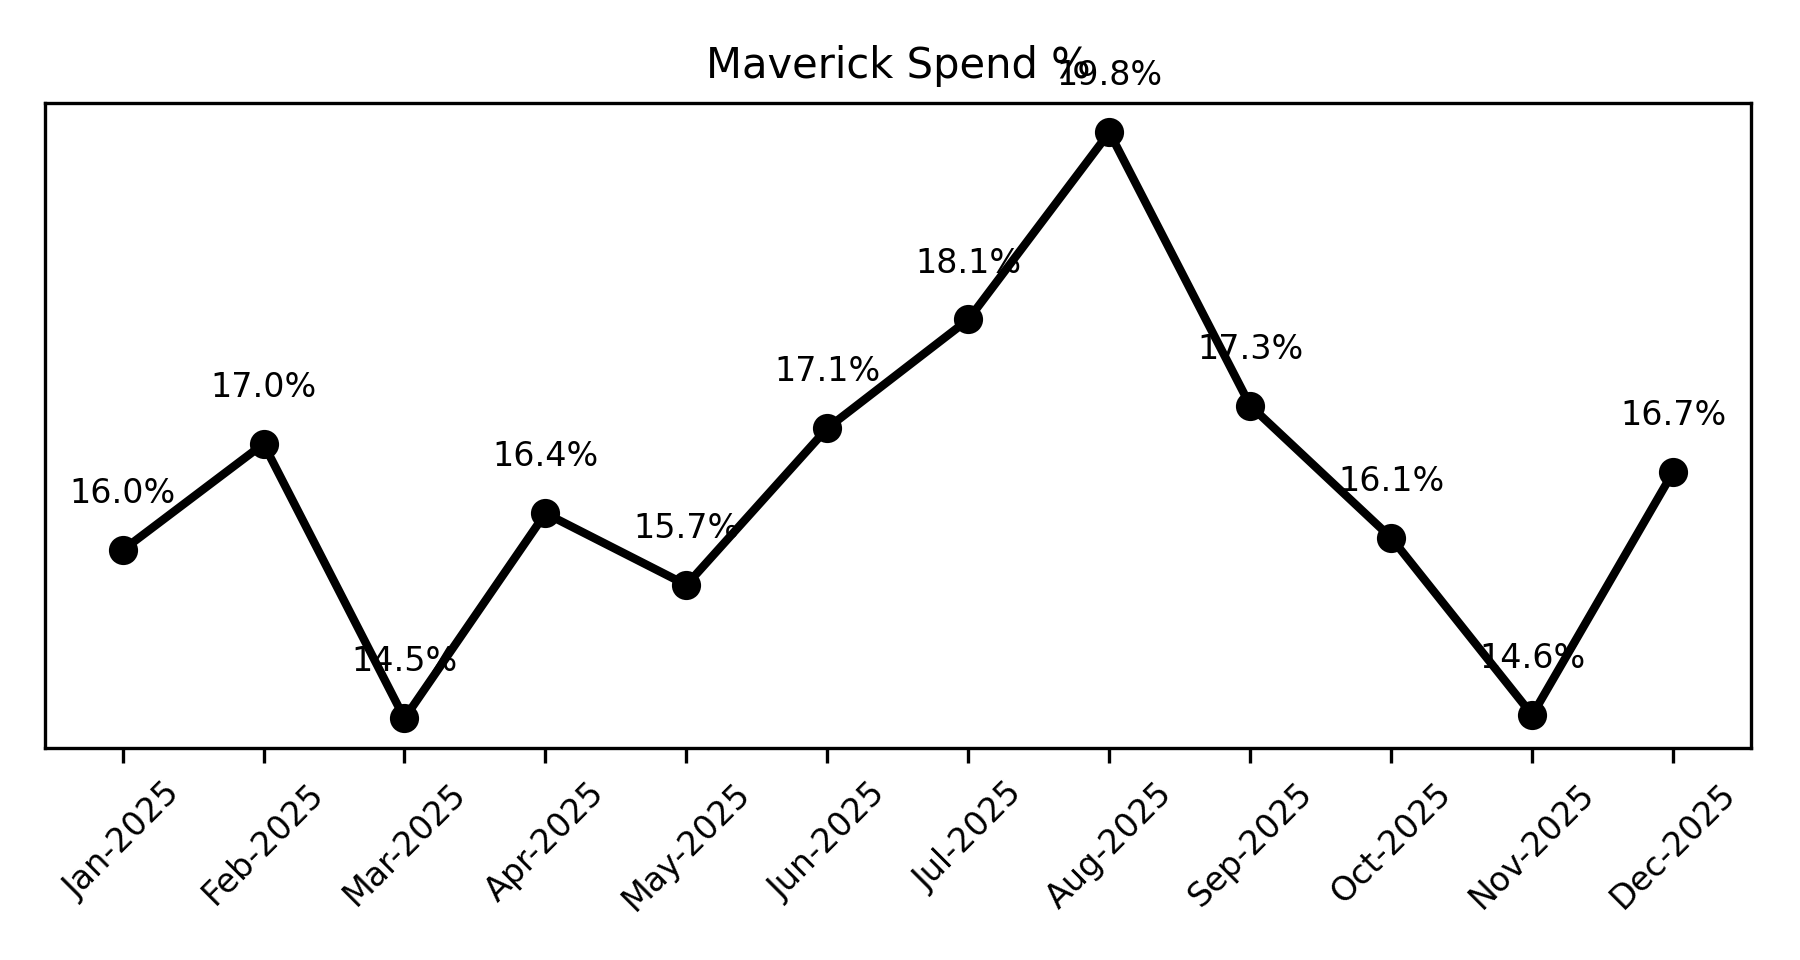 Maverick Spend %
16.0%
17.0%
14.5%
16.4%
15.7%
17.1%
18.1%
19.8%
17.3%
16.1%
14.6%
16.7%
Jan-2025
Feb-2025
Mar-2025
Apr-2025
May-2025
Jun-2025
Jul-2025
Aug-2025
Sep-2025
Oct-2025
Nov-2025
Dec-2025